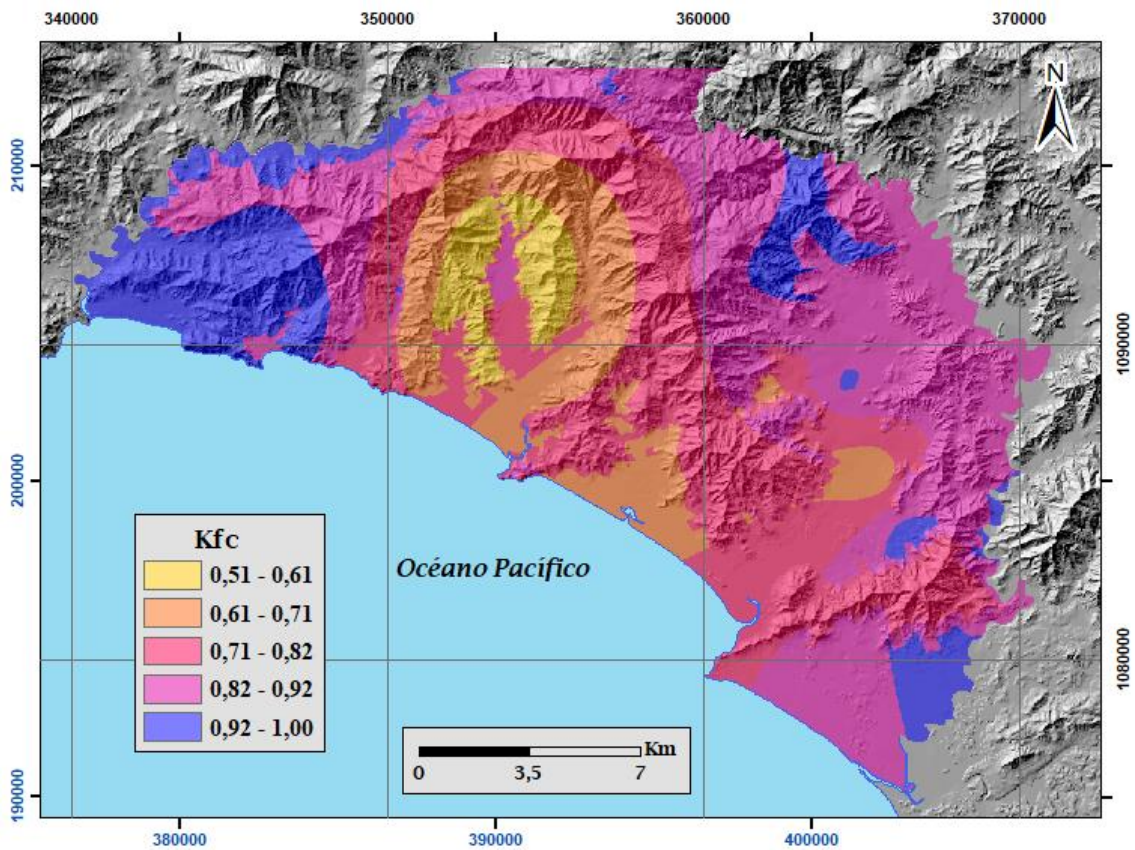 340000 350000 360000 370000
N
210000
1090000
200000
Kfc
0,51 - 0,61
0,61 - 0,71
0,71 - 0,82
0,82 - 0,92
0,92 - 1,00
Océano Pacífico
1080000
Km
0 3,5 7
190000
380000 390000 400000